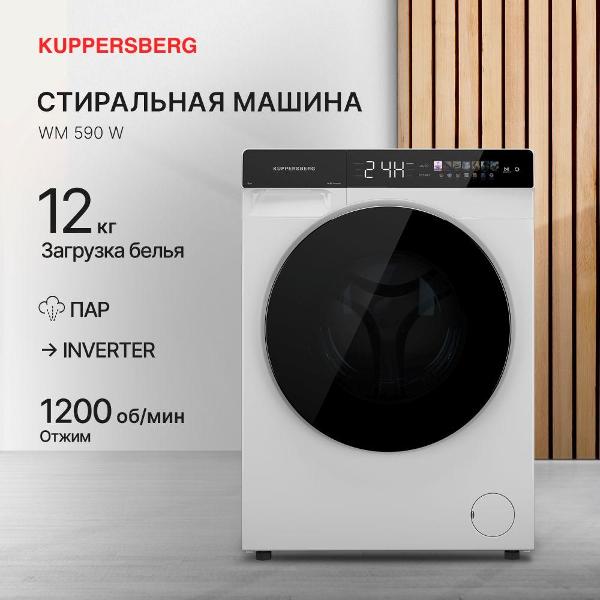 KUPPERSBERG
СТИРАЛЬНАЯ МАШИНА
WM 590 W
KUPPERSBERG
24H
12 кг
Загрузка белья
ПАР
→ INVERTER
1200 об/мин
Отжим